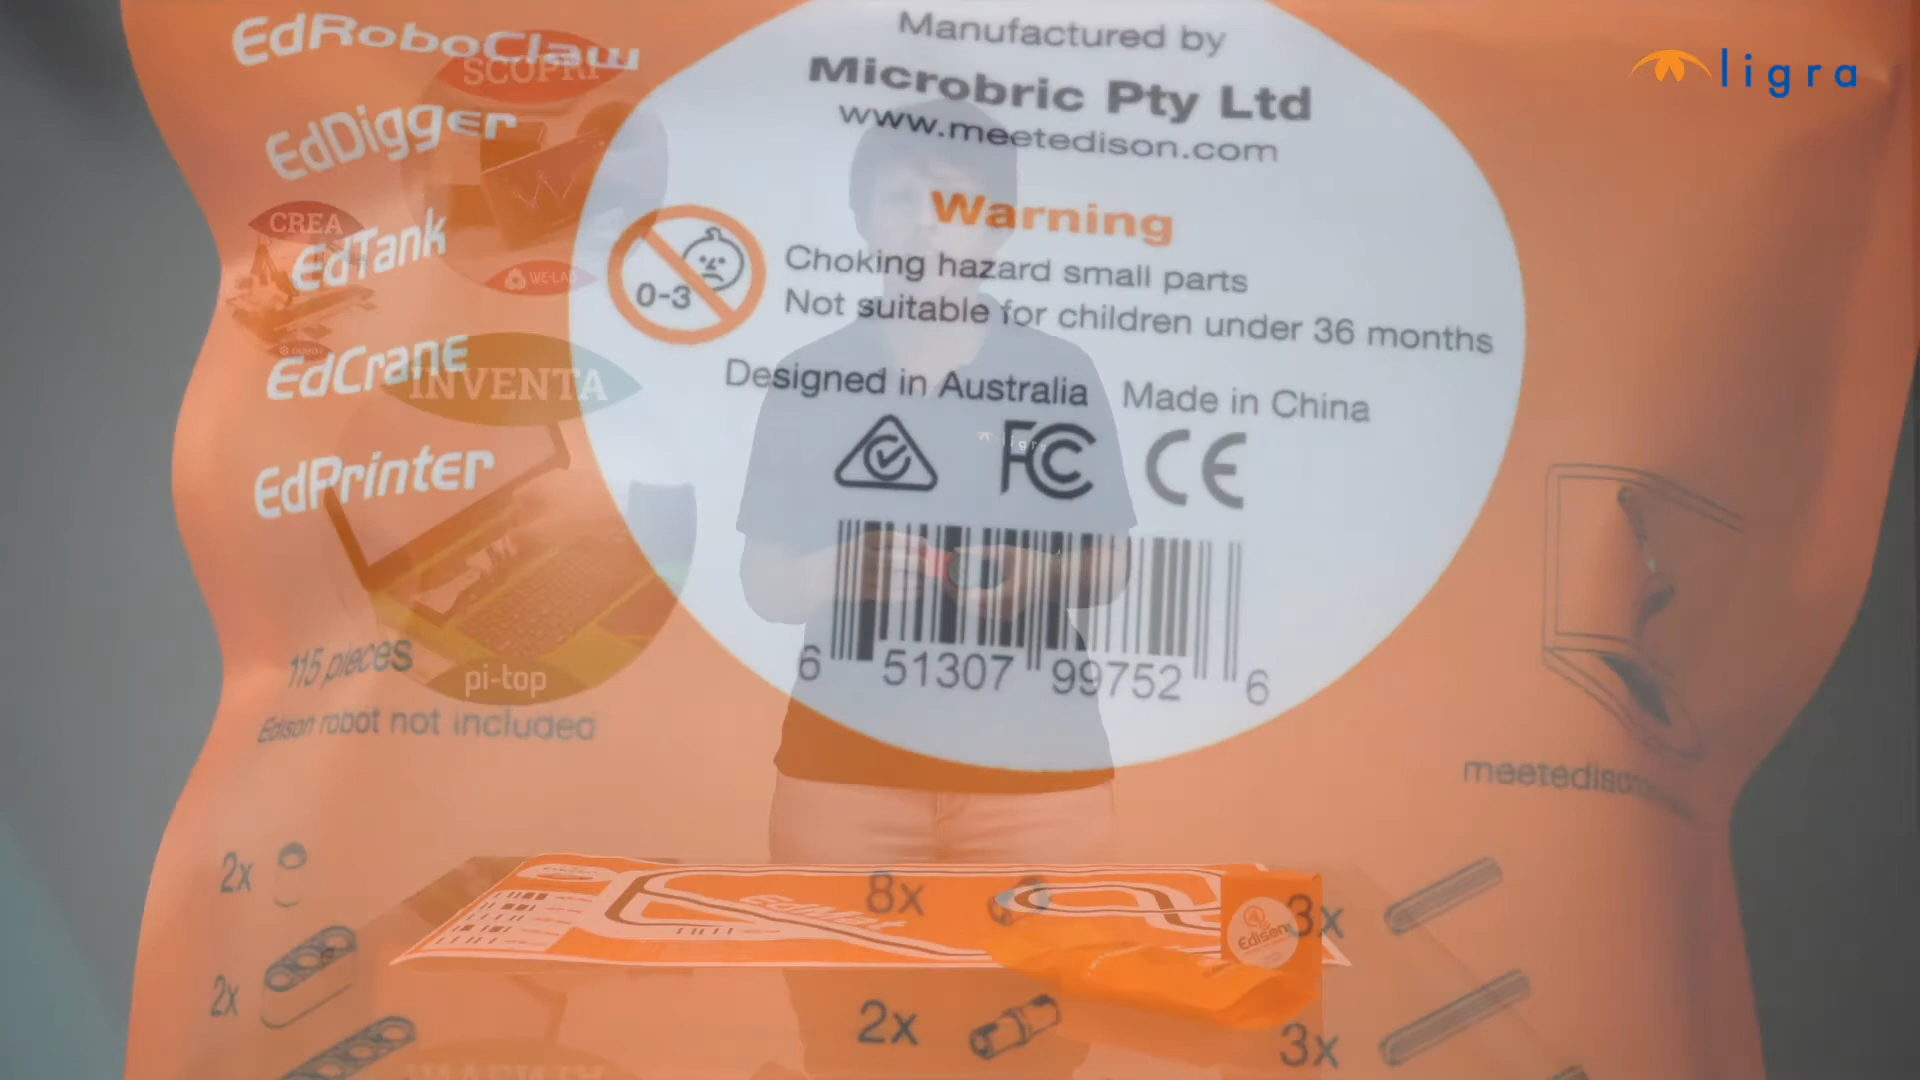 EdRoboClaw
SCOPRI
EdDigger
CREA
EdTank
WE-LAB
EdCrane
INVENTA
EdPrinter
pi-top
115 pieces
Edison robot not included
Manufactured by
Microbric Pty Ltd
www.meetedison.com
Warning
0-3
Choking hazard small parts
Not suitable for children under 36 months
Designed in Australia Made in China
FC CE
ligra
6 51307 99752 6
ligra
2x
2x
8x
2x
3x
3x
EdMat
Edison